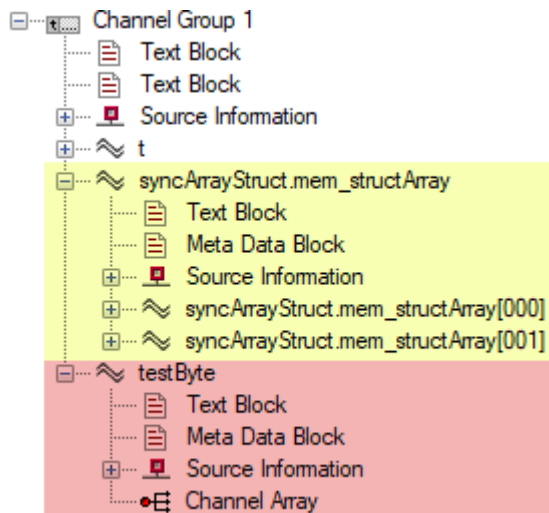 Channel Group 1
Text Block
Text Block
Source Information
t
syncArrayStruct.mem_structArray
Text Block
Meta Data Block
Source Information
syncArrayStruct.mem_structArray[000]
syncArrayStruct.mem_structArray[001]
testByte
Text Block
Meta Data Block
Source Information
Channel Array